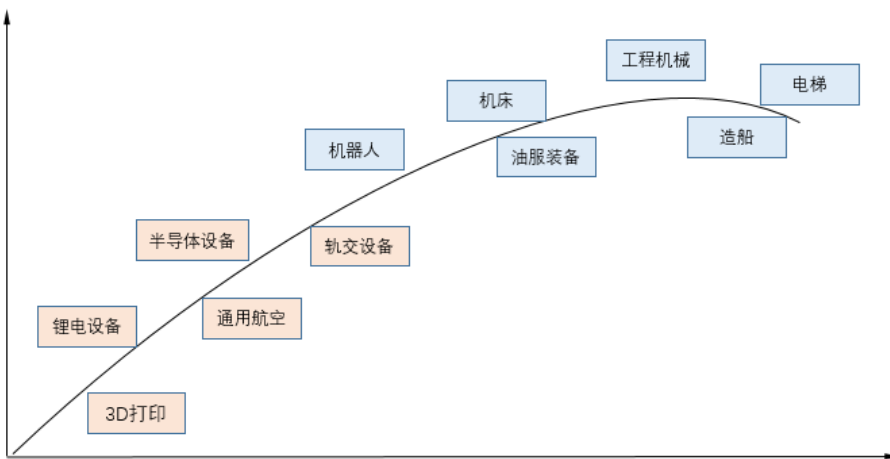 工程机械
电梯
机床
造船
机器人
油服装备
半导体设备
轨交设备
锂电设备
通用航空
3D打印